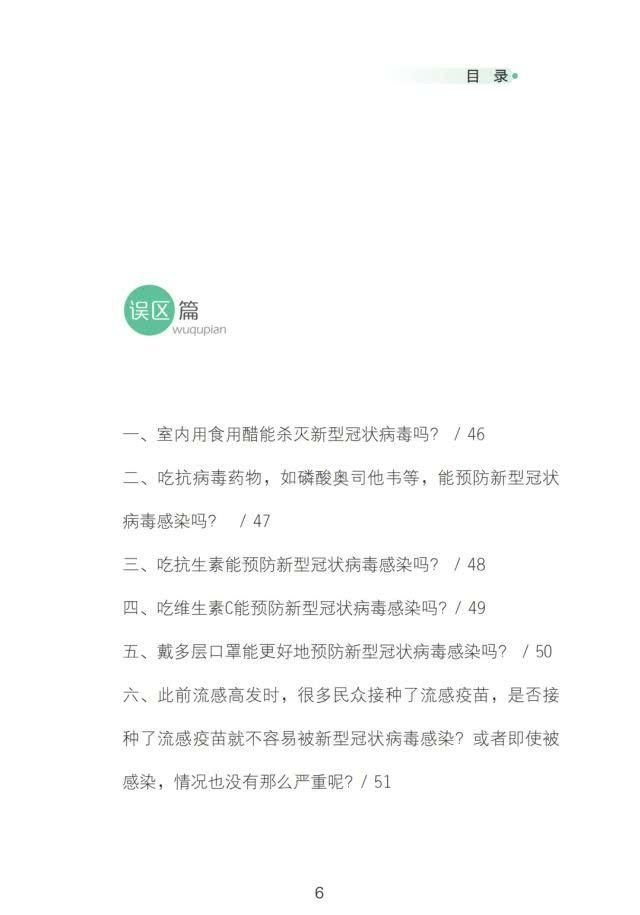 目 录
误区篇
wuqupian
一、室内用食用醋能杀灭新型冠状病毒吗？ / 46
二、吃抗病毒药物，如磷酸奥司他韦等，能预防新型冠状
病毒感染吗？ / 47
三、吃抗生素能预防新型冠状病毒感染吗？ / 48
四、吃维生素C能预防新型冠状病毒感染吗? / 49
五、戴多层口罩能更好地预防新型冠状病毒感染吗？ / 50
六、此前流感高发时，很多民众接种了流感疫苗，是否接
种了流感疫苗就不容易被新型冠状病毒感染？或者即使被
感染，情况也没有那么严重呢? / 51
6